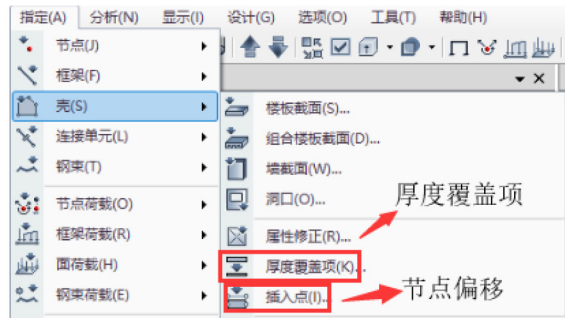 指定(A) 分析(N) 显示(I) 设计(G) 选项(O) 工具(T) 帮助(H)
节点(J)
框架(F)
壳(S)
连接单元(L)
钢束(T)
节点荷载(O)
框架荷载(R)
面荷载(H)
钢束荷载(E)
楼板截面(S)...
组合楼板截面(D)...
墙截面(W)...
洞口(O)...
属性修正(R)...
厚度覆盖项(K)...
插入点(I)...
厚度覆盖项
节点偏移